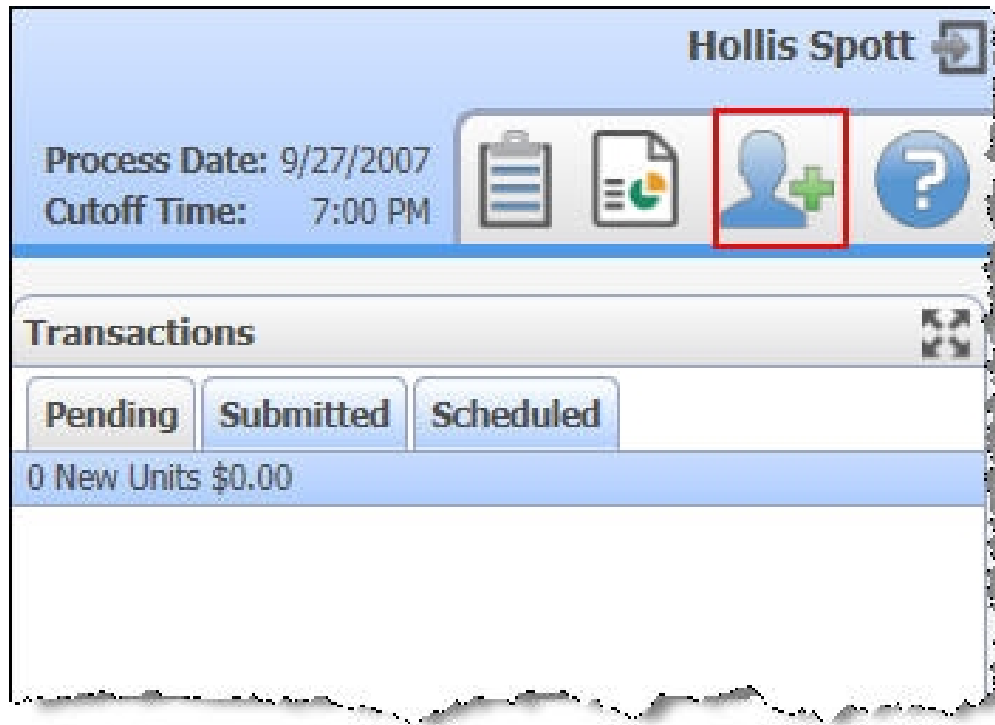 Hollis Spott
Process Date: 9/27/2007
Cutoff Time: 7:00 PM
?
Transactions
Pending Submitted Scheduled
0 New Units $0.00